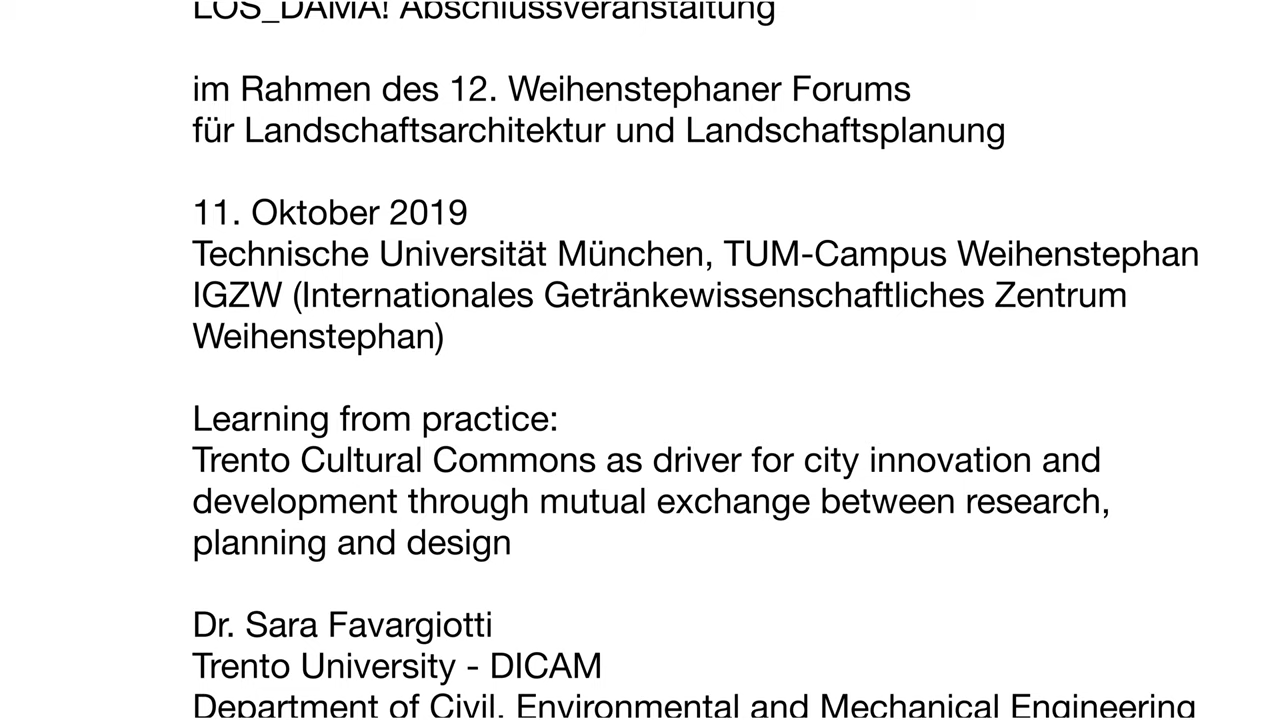 LOS_DAMA! Abschlussveranstaltung
im Rahmen des 12. Weihenstephaner Forums
für Landschaftsarchitektur und Landschaftsplanung
11. Oktober 2019
Technische Universität München, TUM-Campus Weihenstephan
IGZW (Internationales Getränkewissenschaftliches Zentrum
Weihenstephan)
Learning from practice:
Trento Cultural Commons as driver for city innovation and
development through mutual exchange between research,
planning and design
Dr. Sara Favargiotti
Trento University - DICAM
Department of Civil, Environmental and Mechanical Engineering